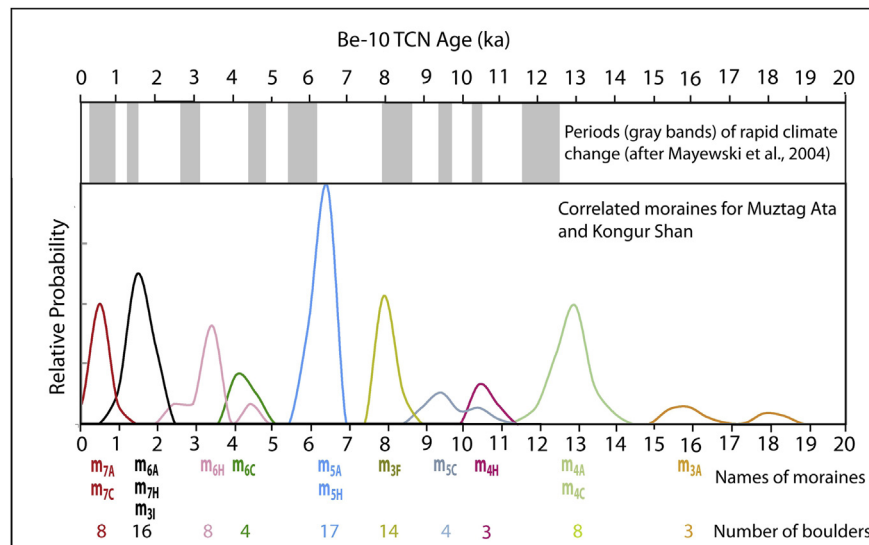 Be-10 TCN Age (ka)
0 1 2 3 4 5 6 7 8 9 10 11 12 13 14 15 16 17 18 19 20
Periods (gray bands) of rapid climate
change (after Mayewski et al., 2004)
Correlated moraines for Muztag Ata
and Kongur Shan
Relative Probability
0 1 2 3 4 5 6 7 8 9 10 11 12 13 14 15 16 17 18 19 20
m7A m6A m6H m6C m5A m3F m5C m4H m4A m3A Names of moraines
m7C m7H m5H m4C
m3I
8 16 8 4 17 14 4 3 8 3 Number of boulders